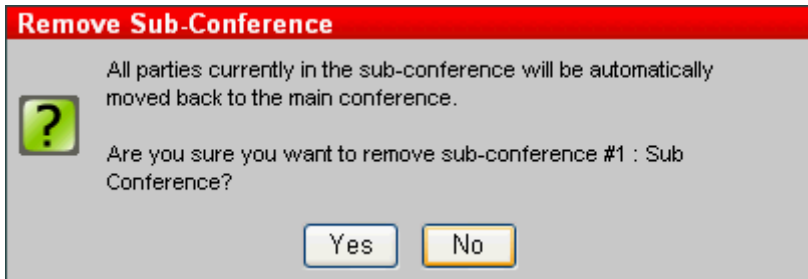 Remove Sub-Conference
All parties currently in the sub-conference will be automatically
moved back to the main conference.
Are you sure you want to remove sub-conference #1 : Sub
Conference?
Yes No